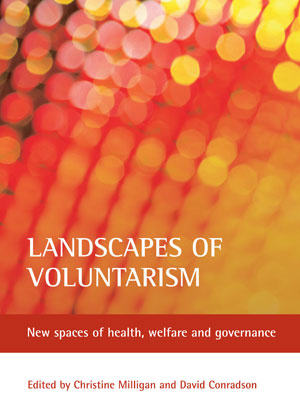 LANDSCAPES OF
VOLUNTARISM
New spaces of health, welfare and governance
Edited by Christine Milligan and David Conradson